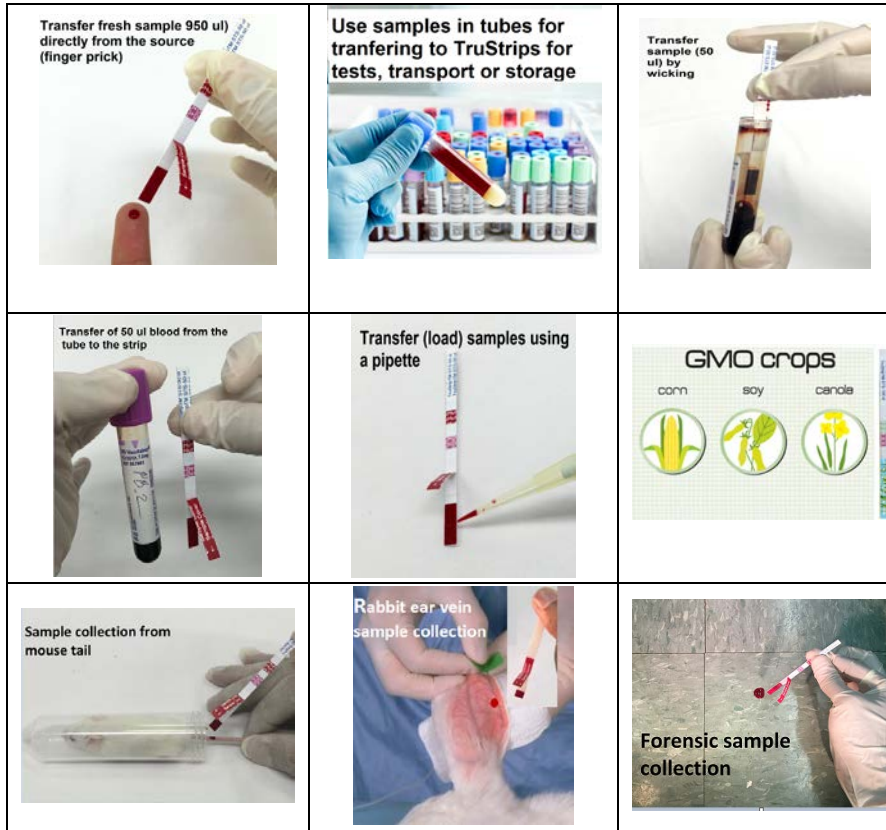 Transfer fresh sample 950 ul)
directly from the source
(finger prick)
Use samples in tubes for
tranfering to TruStrips for
tests, transport or storage
Transfer
sample (50
ul) by
wicking
Transfer of 50 ul blood from the
tube to the strip
Transfer (load) samples using
a pipette
GMO crops
corn
soy
canola
Sample collection from
mouse tail
Rabbit ear vein
sample collection
Forensic sample
collection